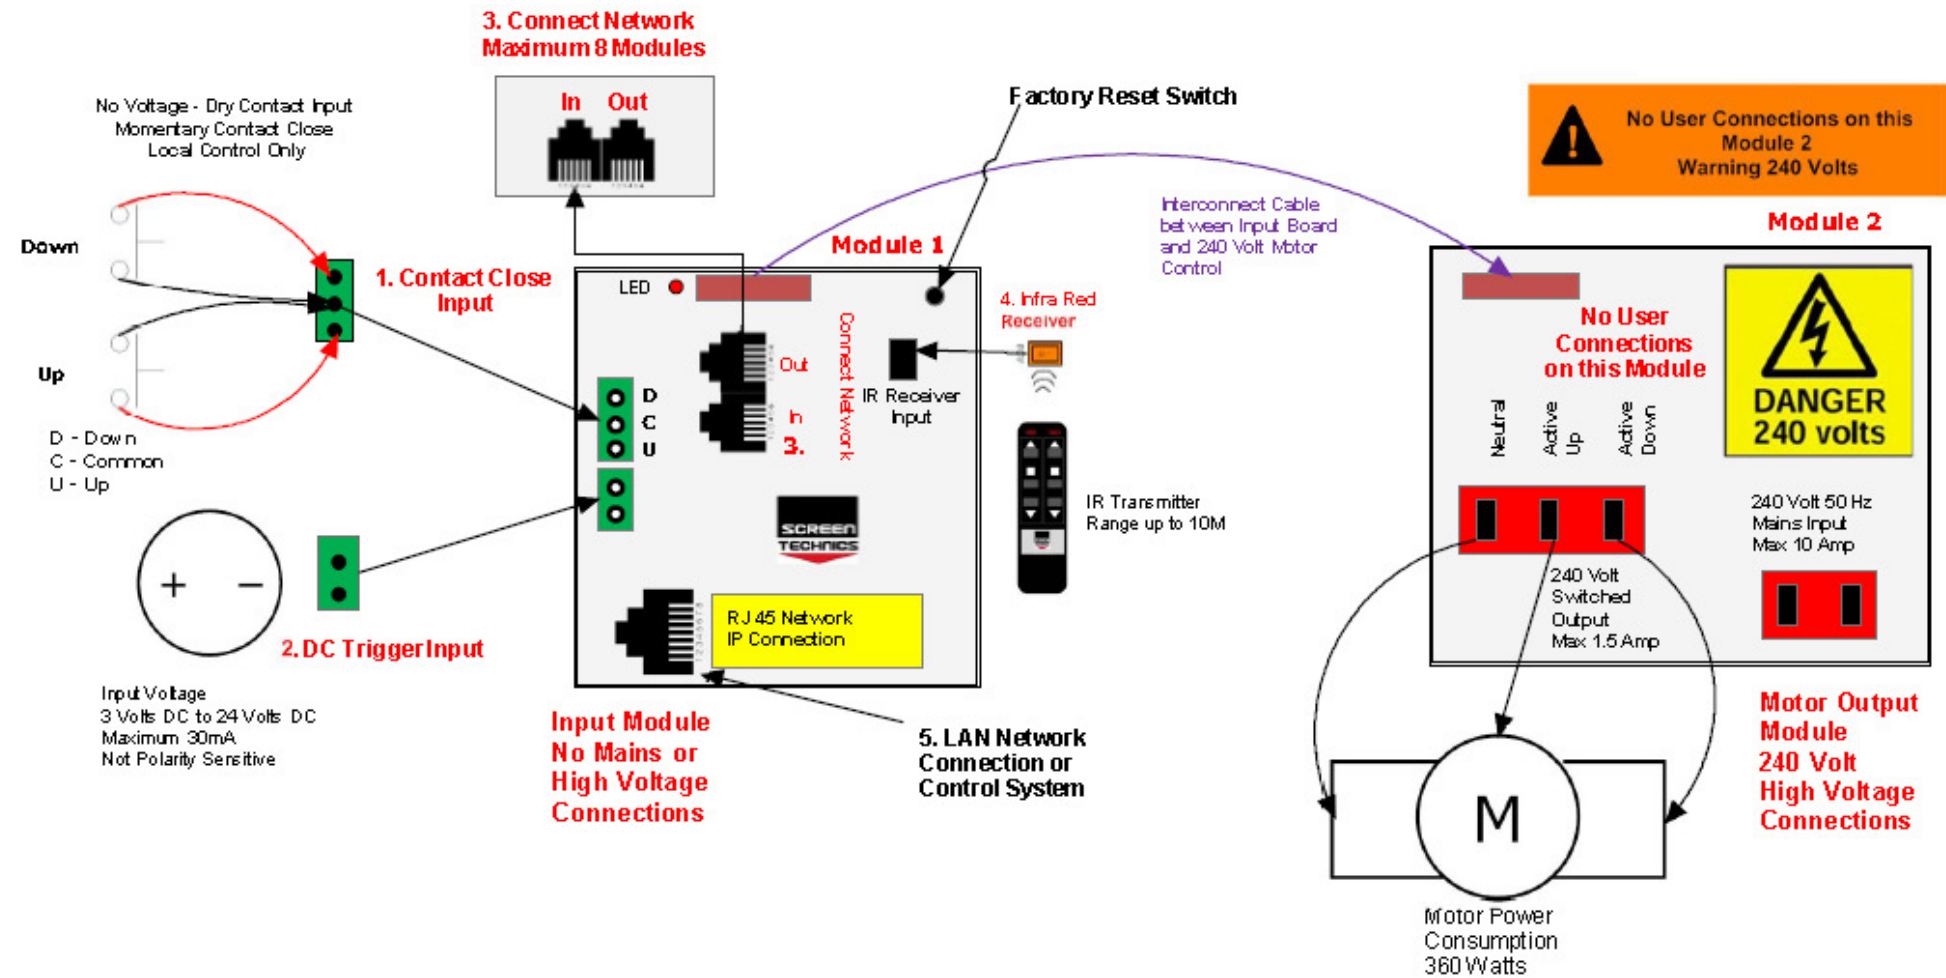 3. Connect Network
Maximum 8 Modules
In Out
No Voltage - Dry Contact Input
Momentary Contact Close
Local Control Only
Down
Up
1. Contact Close
Input
D - Down
C - Common
U - Up
+ −
2. DC Trigger Input
Input Voltage
3 Volts DC to 24 Volts DC
Maximum 30mA
Not Polarity Sensitive
Factory Reset Switch
Module 1
LED
Connect Network
Out
In
3.
D
C
U
IR Receiver
Input
4. Infra Red
Receiver
SCREEN
TECHNICS
IR Transmitter
Range up to 10M
RJ45 Network
IP Connection
12345678
Input Module
No Mains or
High Voltage
Connections
5. LAN Network
Connection or
Control System
Interconnect Cable
between Input Board
and 240 Volt Motor
Control
No User Connections on this
Module 2
Warning 240 Volts
Module 2
No User
Connections
on this Module
DANGER
240 volts
Neutral
Active
Up
Active
Down
240 Volt 50 Hz
Mains Input
Max 10 Amp
240 Volt
Switched
Output
Max 1.5 Amp
Motor Output
Module
240 Volt
High Voltage
Connections
M
Motor Power
Consumption
360 Watts